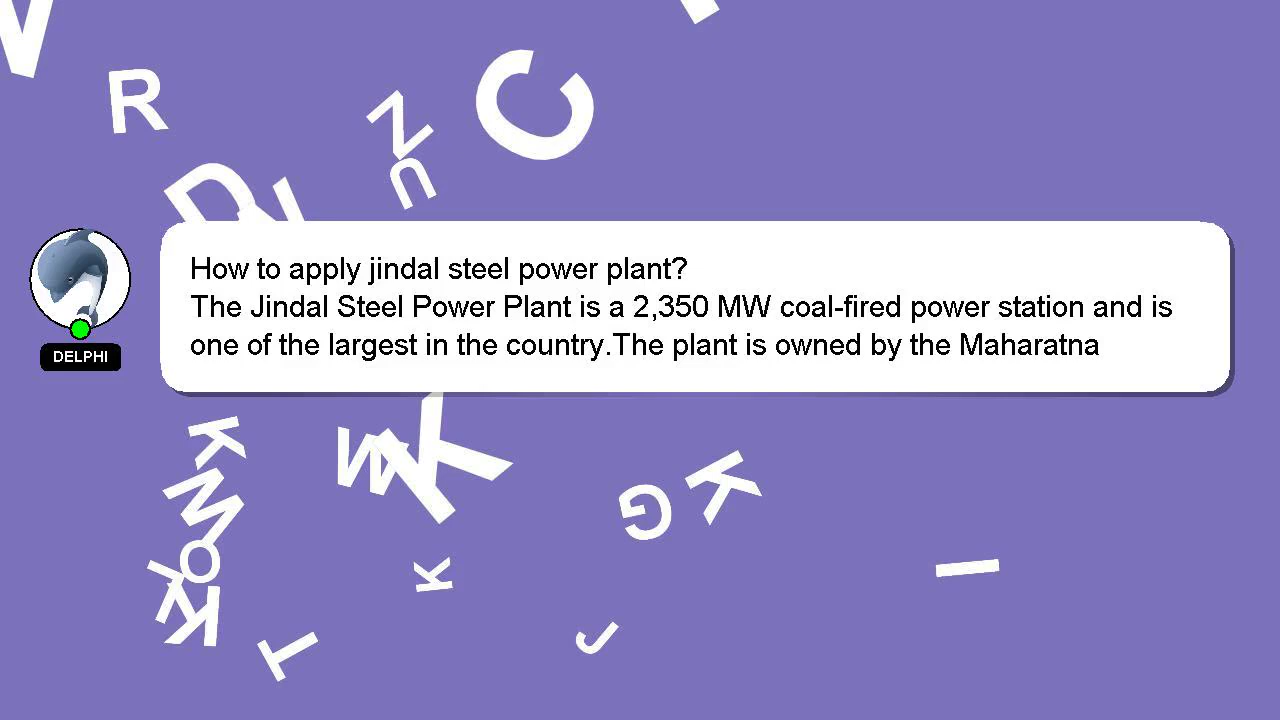 V
R
C
Z
U
D
How to apply jindal steel power plant?
The Jindal Steel Power Plant is a 2,350 MW coal-fired power station and is
one of the largest in the country.The plant is owned by the Maharatna
DELPHI
K
M
K
K
G
M
O
K
K
I
T
J